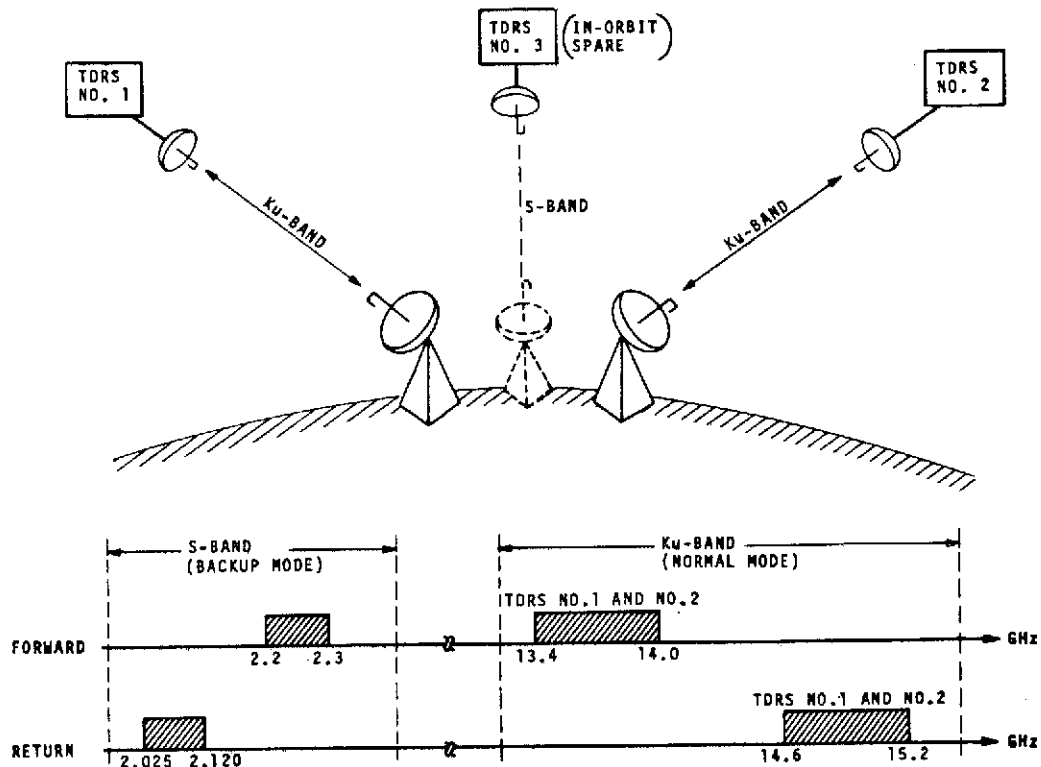 TDRS
NO. 3
(IN-ORBIT
SPARE)
TDRS
NO. 1
TDRS
NO. 2
Ku-BAND
S-BAND
Ku-BAND
S-BAND
(BACKUP MODE)
Ku-BAND
(NORMAL MODE)
TDRS NO.1 AND NO.2
FORWARD
2.2
2.3
13.4
14.0
GHz
TDRS NO.1 AND NO.2
RETURN
2.025
2.120
14.6
15.2
GHz